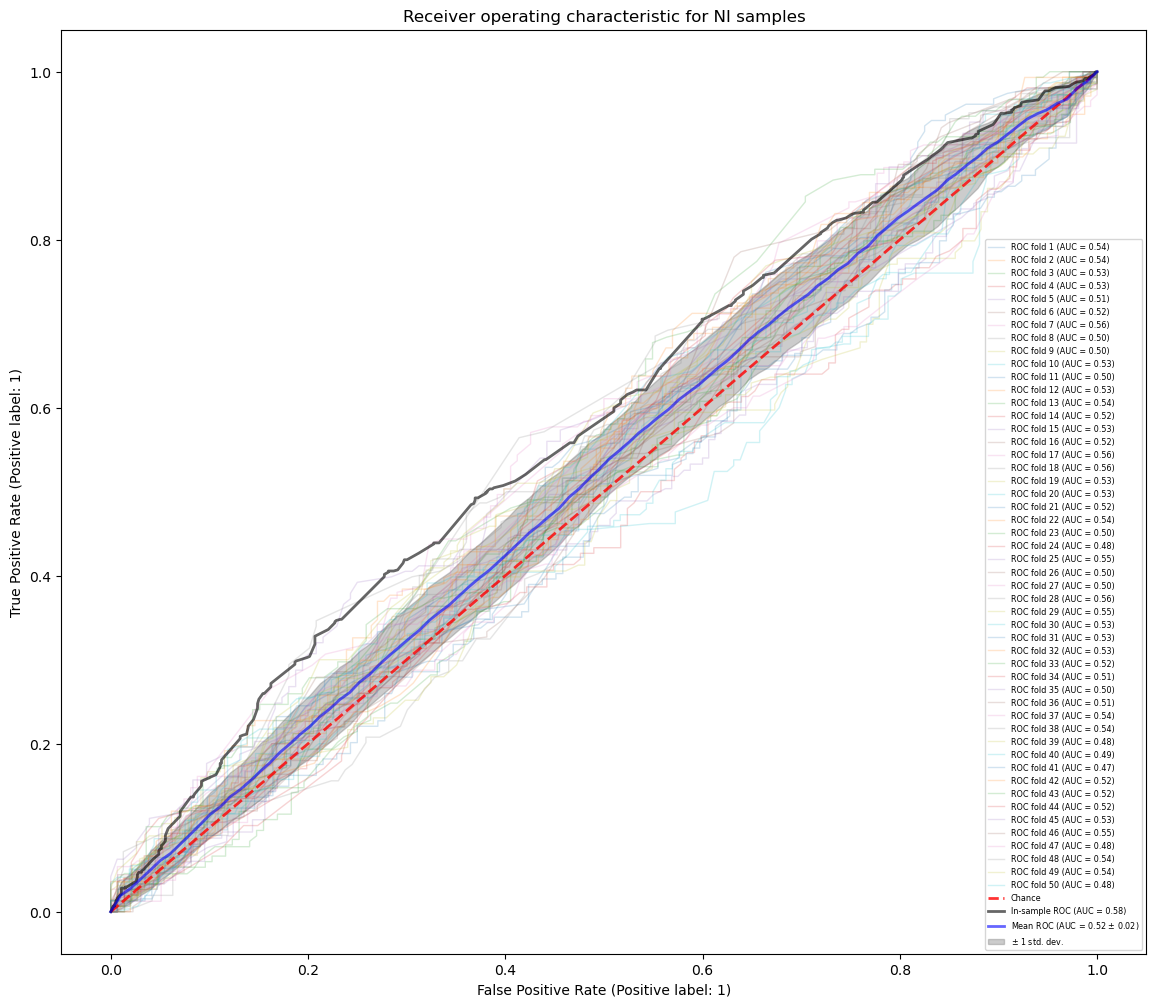 Receiver operating characteristic for NI samples
True Positive Rate (Positive label: 1)
1.0
0.8
0.6
0.4
0.2
0.0
0.0
0.2
0.4
0.6
0.8
1.0
False Positive Rate (Positive label: 1)
ROC fold 1 (AUC = 0.54)
ROC fold 2 (AUC = 0.54)
ROC fold 3 (AUC = 0.53)
ROC fold 4 (AUC = 0.53)
ROC fold 5 (AUC = 0.51)
ROC fold 6 (AUC = 0.52)
ROC fold 7 (AUC = 0.56)
ROC fold 8 (AUC = 0.50)
ROC fold 9 (AUC = 0.50)
ROC fold 10 (AUC = 0.53)
ROC fold 11 (AUC = 0.50)
ROC fold 12 (AUC = 0.53)
ROC fold 13 (AUC = 0.54)
ROC fold 14 (AUC = 0.52)
ROC fold 15 (AUC = 0.53)
ROC fold 16 (AUC = 0.52)
ROC fold 17 (AUC = 0.56)
ROC fold 18 (AUC = 0.56)
ROC fold 19 (AUC = 0.53)
ROC fold 20 (AUC = 0.53)
ROC fold 21 (AUC = 0.52)
ROC fold 22 (AUC = 0.54)
ROC fold 23 (AUC = 0.50)
ROC fold 24 (AUC = 0.48)
ROC fold 25 (AUC = 0.55)
ROC fold 26 (AUC = 0.50)
ROC fold 27 (AUC = 0.50)
ROC fold 28 (AUC = 0.56)
ROC fold 29 (AUC = 0.55)
ROC fold 30 (AUC = 0.53)
ROC fold 31 (AUC = 0.53)
ROC fold 32 (AUC = 0.53)
ROC fold 33 (AUC = 0.52)
ROC fold 34 (AUC = 0.51)
ROC fold 35 (AUC = 0.50)
ROC fold 36 (AUC = 0.51)
ROC fold 37 (AUC = 0.54)
ROC fold 38 (AUC = 0.54)
ROC fold 39 (AUC = 0.48)
ROC fold 40 (AUC = 0.49)
ROC fold 41 (AUC = 0.47)
ROC fold 42 (AUC = 0.52)
ROC fold 43 (AUC = 0.52)
ROC fold 44 (AUC = 0.52)
ROC fold 45 (AUC = 0.53)
ROC fold 46 (AUC = 0.55)
ROC fold 47 (AUC = 0.48)
ROC fold 48 (AUC = 0.54)
ROC fold 49 (AUC = 0.54)
ROC fold 50 (AUC = 0.48)
Chance
In-sample ROC (AUC = 0.58)
Mean ROC (AUC = 0.52 ± 0.02)
± 1 std. dev.